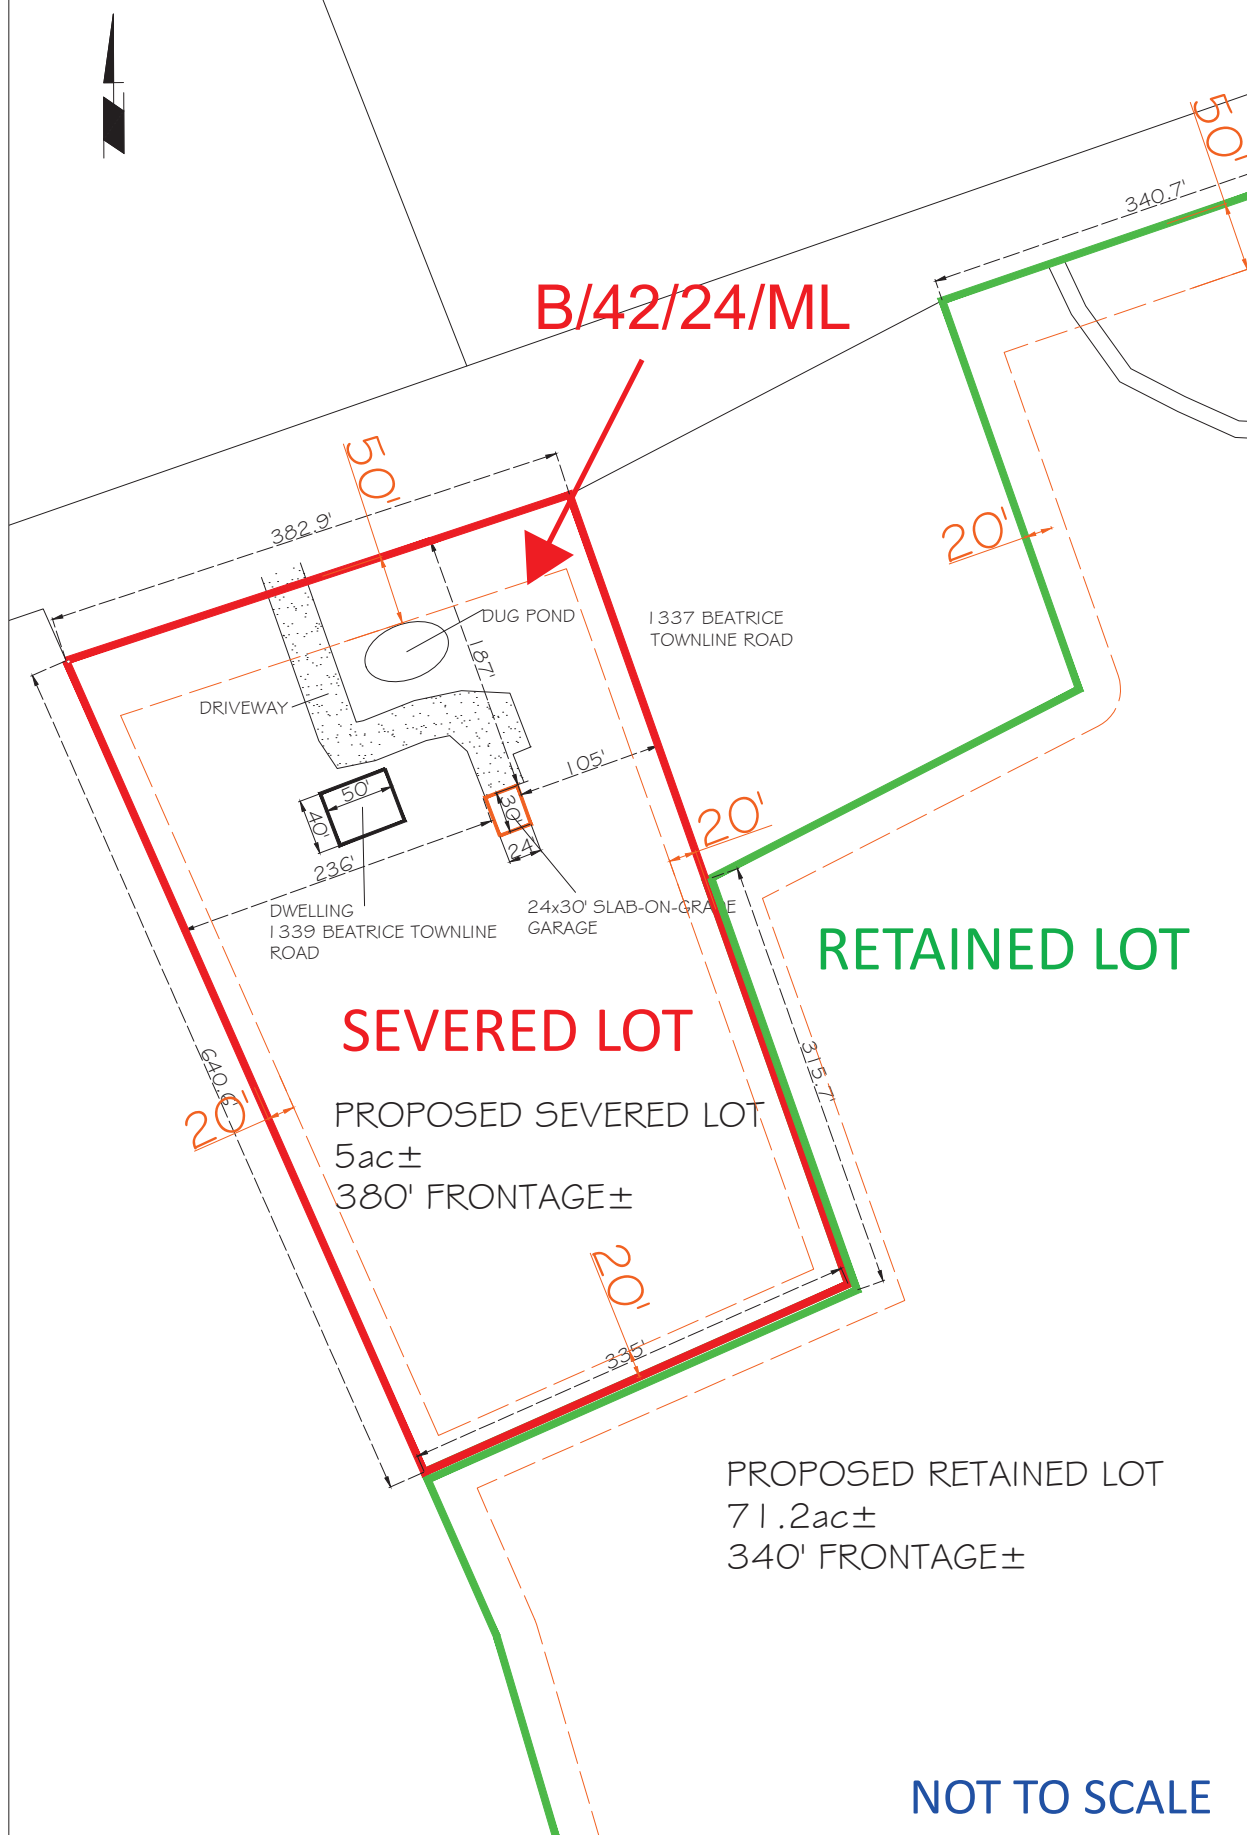 50'
340.7'
B/42/24/ML
50'
382.9'
20'
DUG POND
1337 BEATRICE
TOWNLINE ROAD
187'
DRIVEWAY
105'
50'
40'
30'
20'
24'
236'
DWELLING
1339 BEATRICE TOWNLINE
ROAD
24x30' SLAB-ON-GRADE
GARAGE
RETAINED LOT
SEVERED LOT
640.6'
315.7'
20'
PROPOSED SEVERED LOT
5ac±
380' FRONTAGE±
20'
335'
PROPOSED RETAINED LOT
71.2ac±
340' FRONTAGE±
NOT TO SCALE